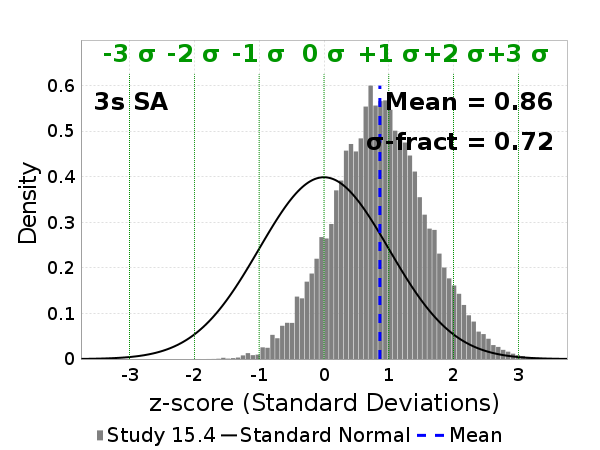 -3 σ -2 σ -1 σ 0 σ +1 σ +2 σ +3 σ
0.6
3s SA
Mean = 0.86
0.5
σ-fract = 0.72
0.4
0.3
0.2
0.1
0
Density
-3 -2 -1 0 1 2 3
z-score (Standard Deviations)
Study 15.4 Standard Normal Mean